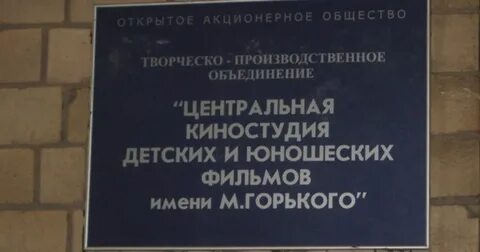 ОТКРЫТОЕ АКЦИОНЕРНОЕ ОБЩЕСТВО
ТВОРЧЕСКО - ПРОИЗВОДСТВЕННОЕ
ОБЪЕДИНЕНИЕ
"ЦЕНТРАЛЬНАЯ
КИНОСТУДИЯ
ДЕТСКИХ И ЮНОШЕСКИХ
ФИЛЬМОВ
имени М.ГОРЬКОГО"